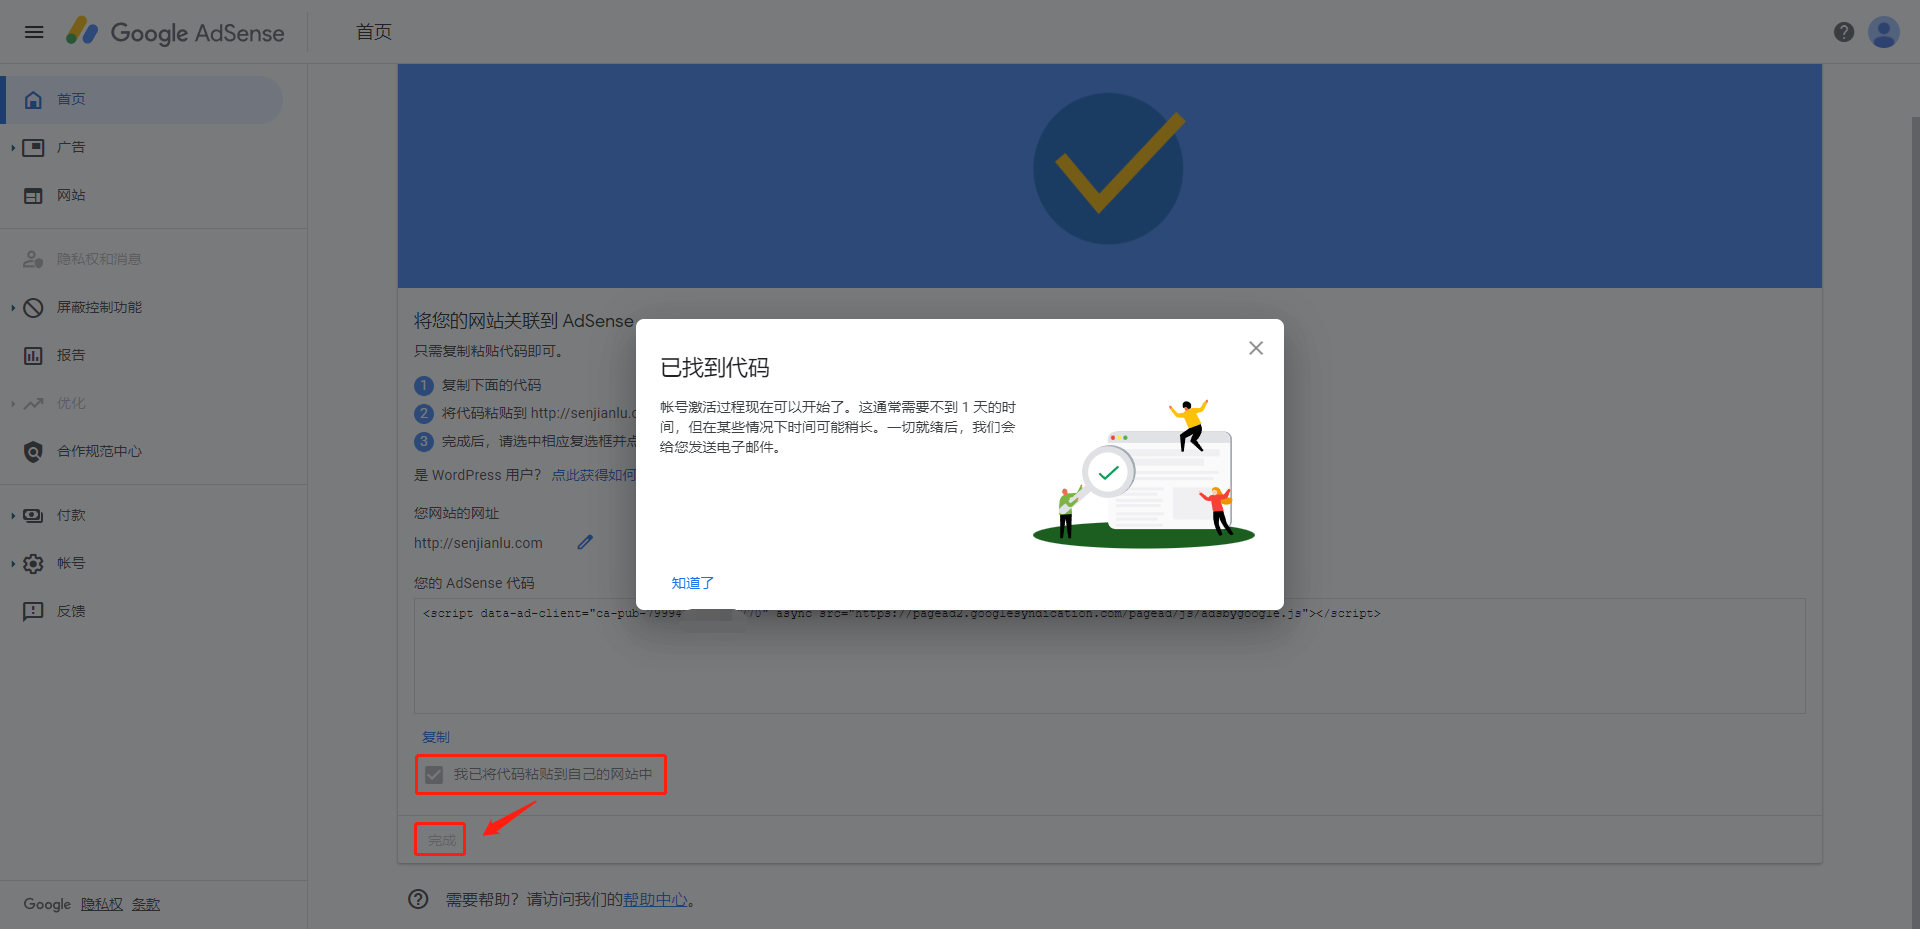 Google AdSense
首页
首页
广告
网站
隐私权和消息
屏蔽控制功能
报告
优化
合作规范中心
付款
帐号
反馈
Google 隐私权 条款
将您的网站关联到 AdSense
只需复制粘贴代码即可。
1 复制下面的代码
2 将代码粘贴到 http://senjianlu.c
3 完成后，请选中相应复选框并点
是 WordPress 用户？ 点此获得如何
您网站的网址
http://senjianlu.com
您的 AdSense 代码
<script data-ad-client="ca-pub-79994 70" async src="https://pagead2.googlesyndication.com/pagead/js/adsbygoogle.js"></script>
复制
我已将代码粘贴到自己的网站中
完成
需要帮助？请访问我们的帮助中心。
已找到代码
帐号激活过程现在可以开始了。这通常需要不到 1 天的时
间，但在某些情况下时间可能稍长。一切就绪后，我们会
给您发送电子邮件。
知道了